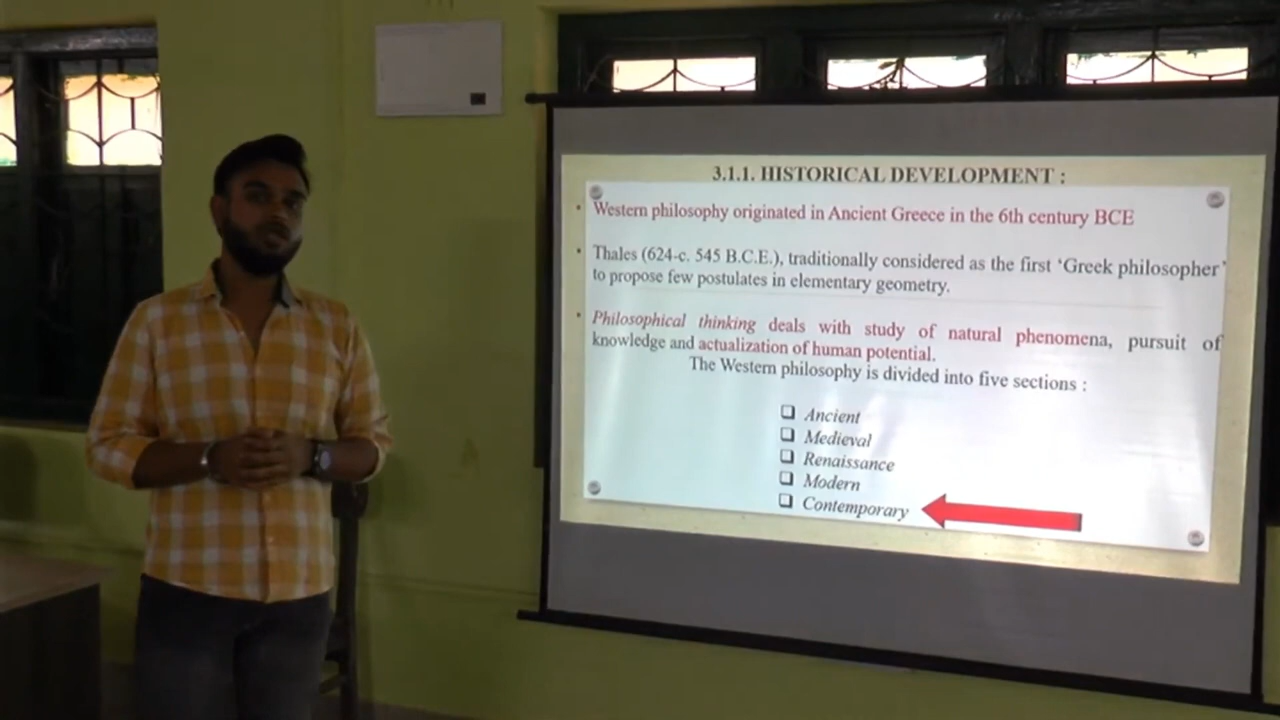 3.1.1. HISTORICAL DEVELOPMENT :
• Western philosophy originated in Ancient Greece in the 6th century BCE
• Thales (624-c. 545 B.C.E.), traditionally considered as the first ‘Greek philosopher’
to propose few postulates in elementary geometry.
• Philosophical thinking deals with study of natural phenomena, pursuit of
knowledge and actualization of human potential.
The Western philosophy is divided into five sections :
❑ Ancient
❑ Medieval
❑ Renaissance
❑ Modern
❑ Contemporary